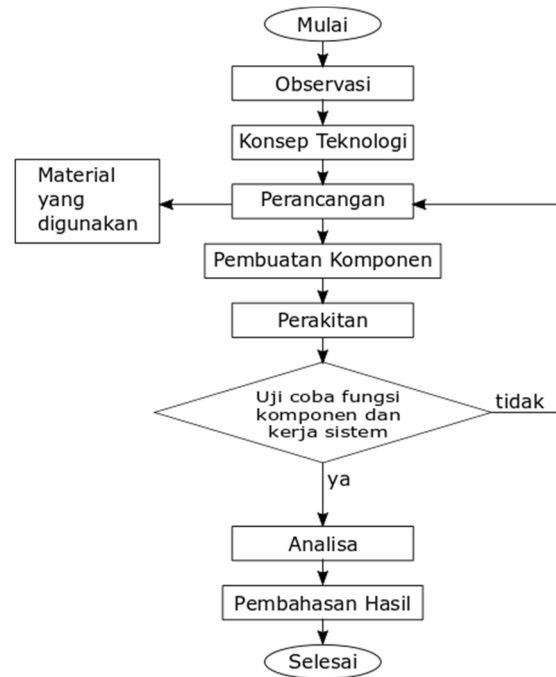 Mulai
Observasi
Konsep Teknologi
Material
yang
digunakan
Perancangan
Pembuatan Komponen
Perakitan
Uji coba fungsi
komponen dan
kerja sistem
tidak
ya
Analisa
Pembahasan Hasil
Selesai